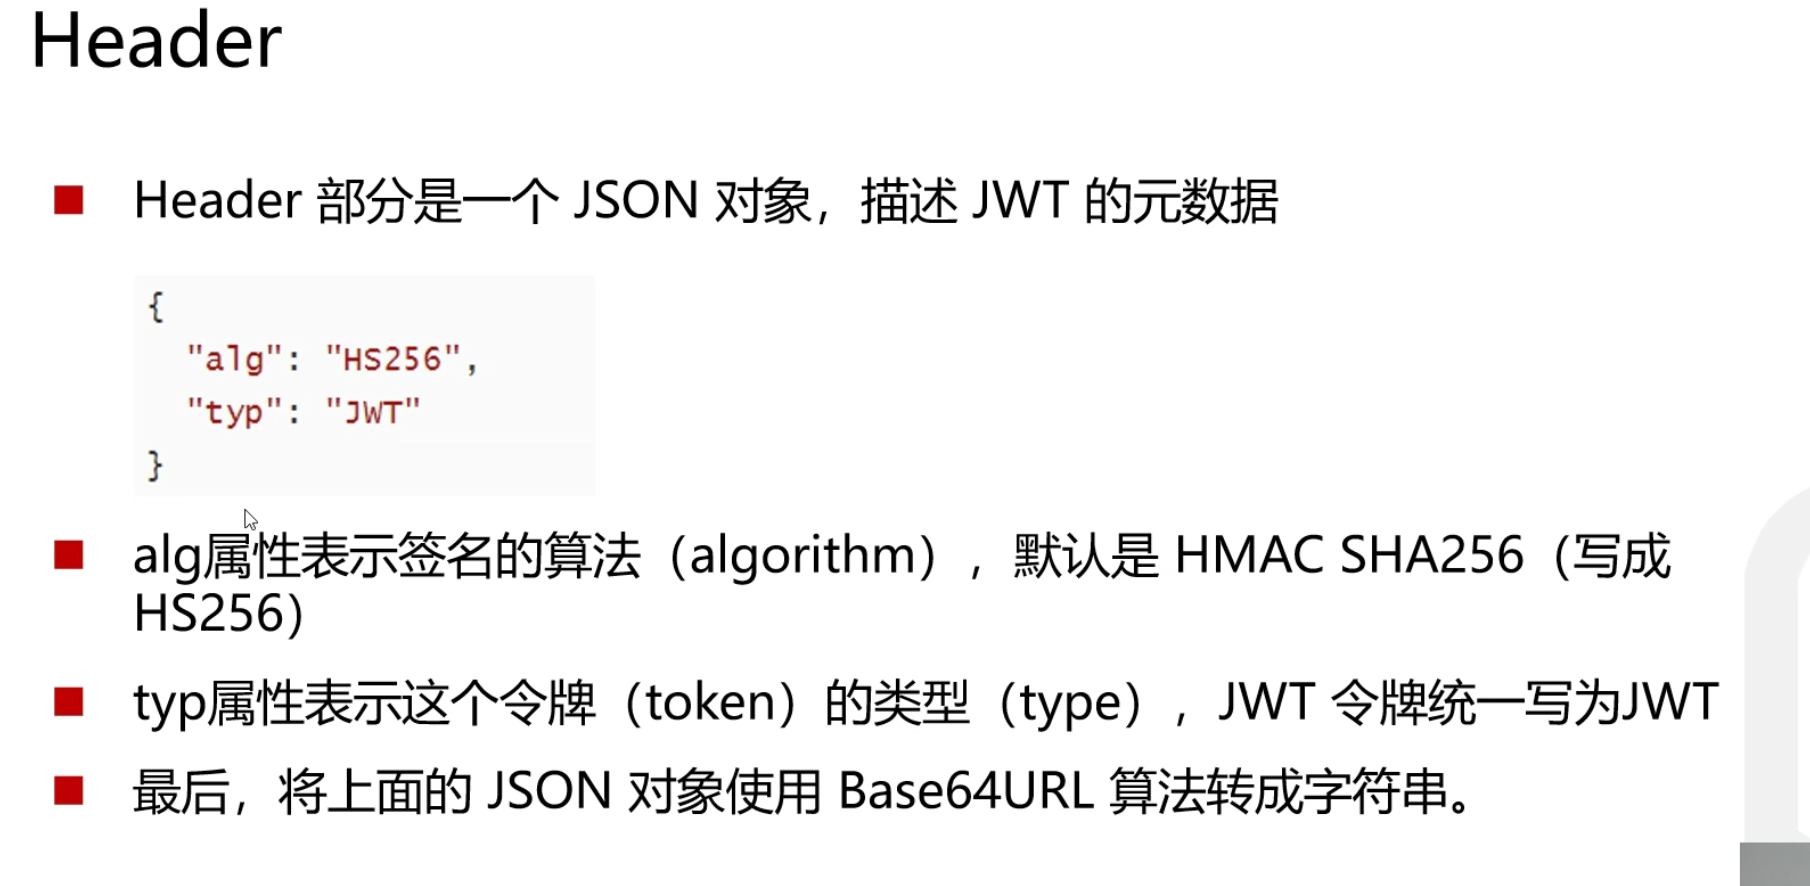 Header
Header 部分是一个 JSON 对象，描述 JWT 的元数据
{
"alg": "HS256",
"typ": "JWT"
}
alg属性表示签名的算法（algorithm），默认是 HMAC SHA256（写成
HS256）
typ属性表示这个令牌（token）的类型（type），JWT 令牌统一写为JWT
最后，将上面的 JSON 对象使用 Base64URL 算法转成字符串。